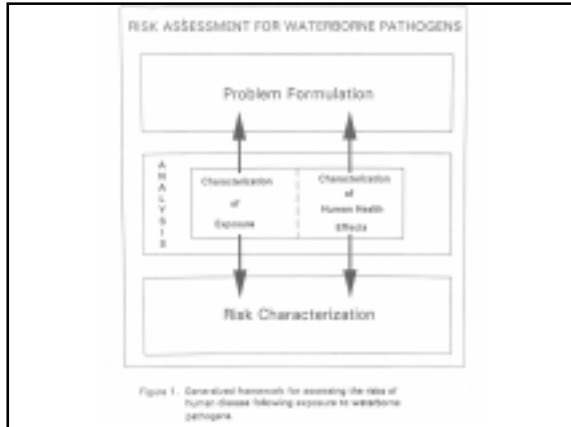 RISK ASSESSMENT FOR WATERBORNE PATHOGENS
Problem Formulation
ANALYSIS
Characterization
of
Exposure
Characterization
of
Human Health
Effects
Risk Characterization
Figure 1. Generalized framework for assessing the risks of
human disease following exposure to waterborne
pathogens.